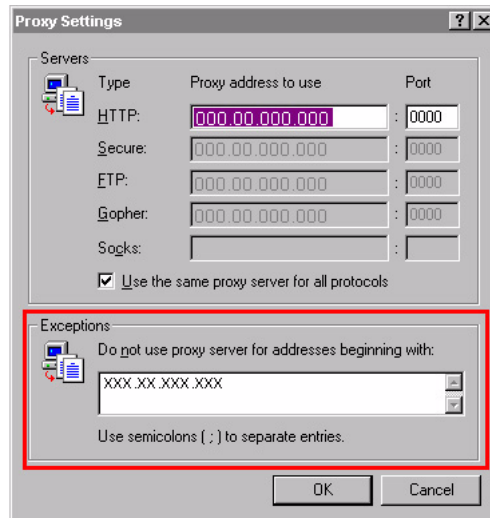 Proxy Settings
Servers
Type Proxy address to use Port
HTTP: 000.00.000.000 : 0000
Secure: 000.00.000.000 : 0000
FTP: 000.00.000.000 : 0000
Gopher: 000.00.000.000 : 0000
Socks: :
Use the same proxy server for all protocols
Exceptions
Do not use proxy server for addresses beginning with:
XXX.XX.XXX.XXX
Use semicolons ( ; ) to separate entries.
OK Cancel